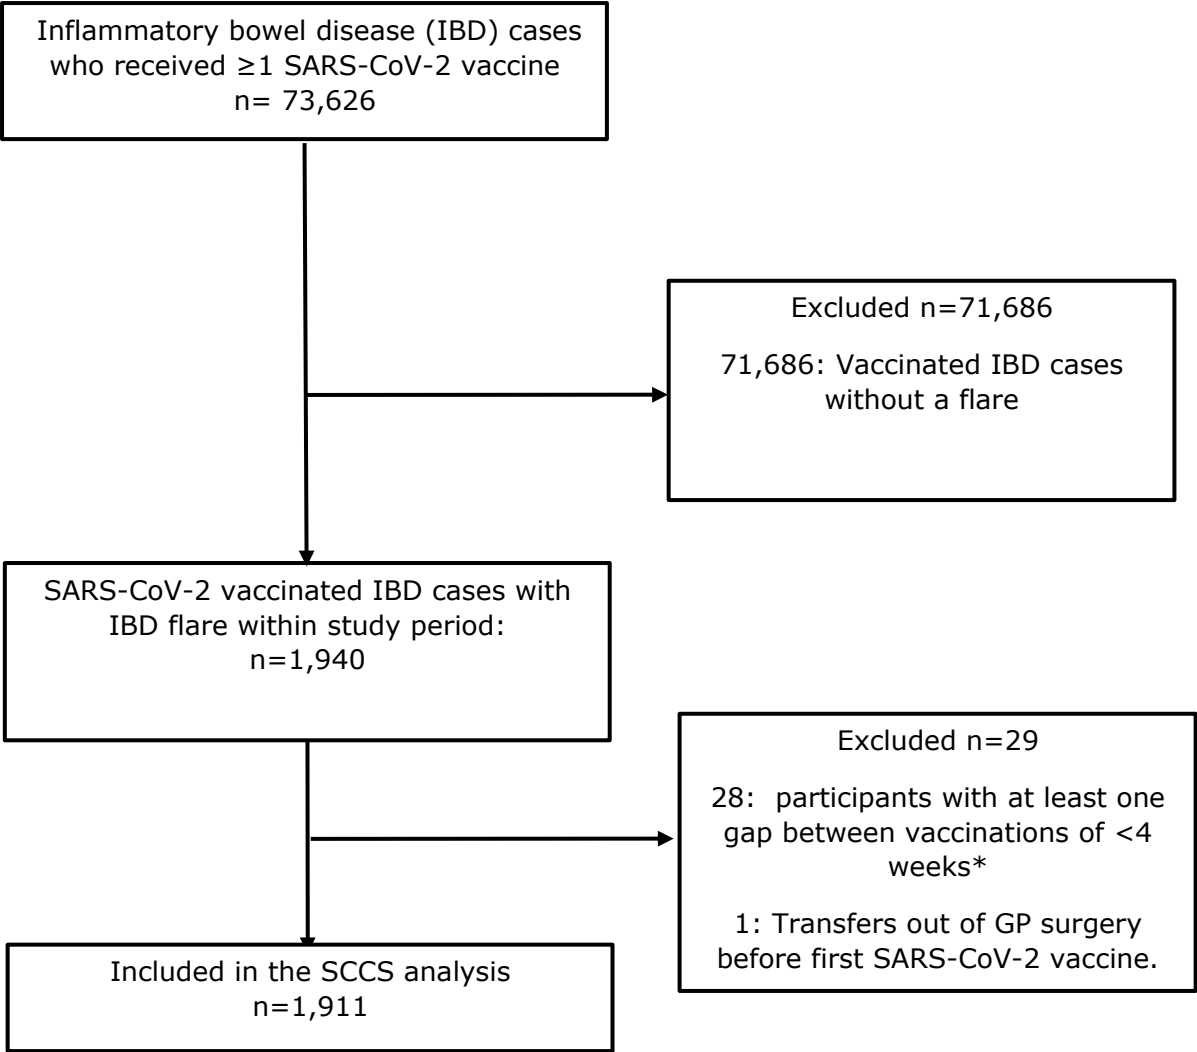 Inflammatory bowel disease (IBD) cases
who received ≥1 SARS-CoV-2 vaccine
n= 73,626
Excluded n=71,686
71,686: Vaccinated IBD cases
without a flare
SARS-CoV-2 vaccinated IBD cases with
IBD flare within study period:
n=1,940
Excluded n=29
28:  participants with at least one
gap between vaccinations of <4
weeks*
1: Transfers out of GP surgery
before first SARS-CoV-2 vaccine.
Included in the SCCS analysis
n=1,911